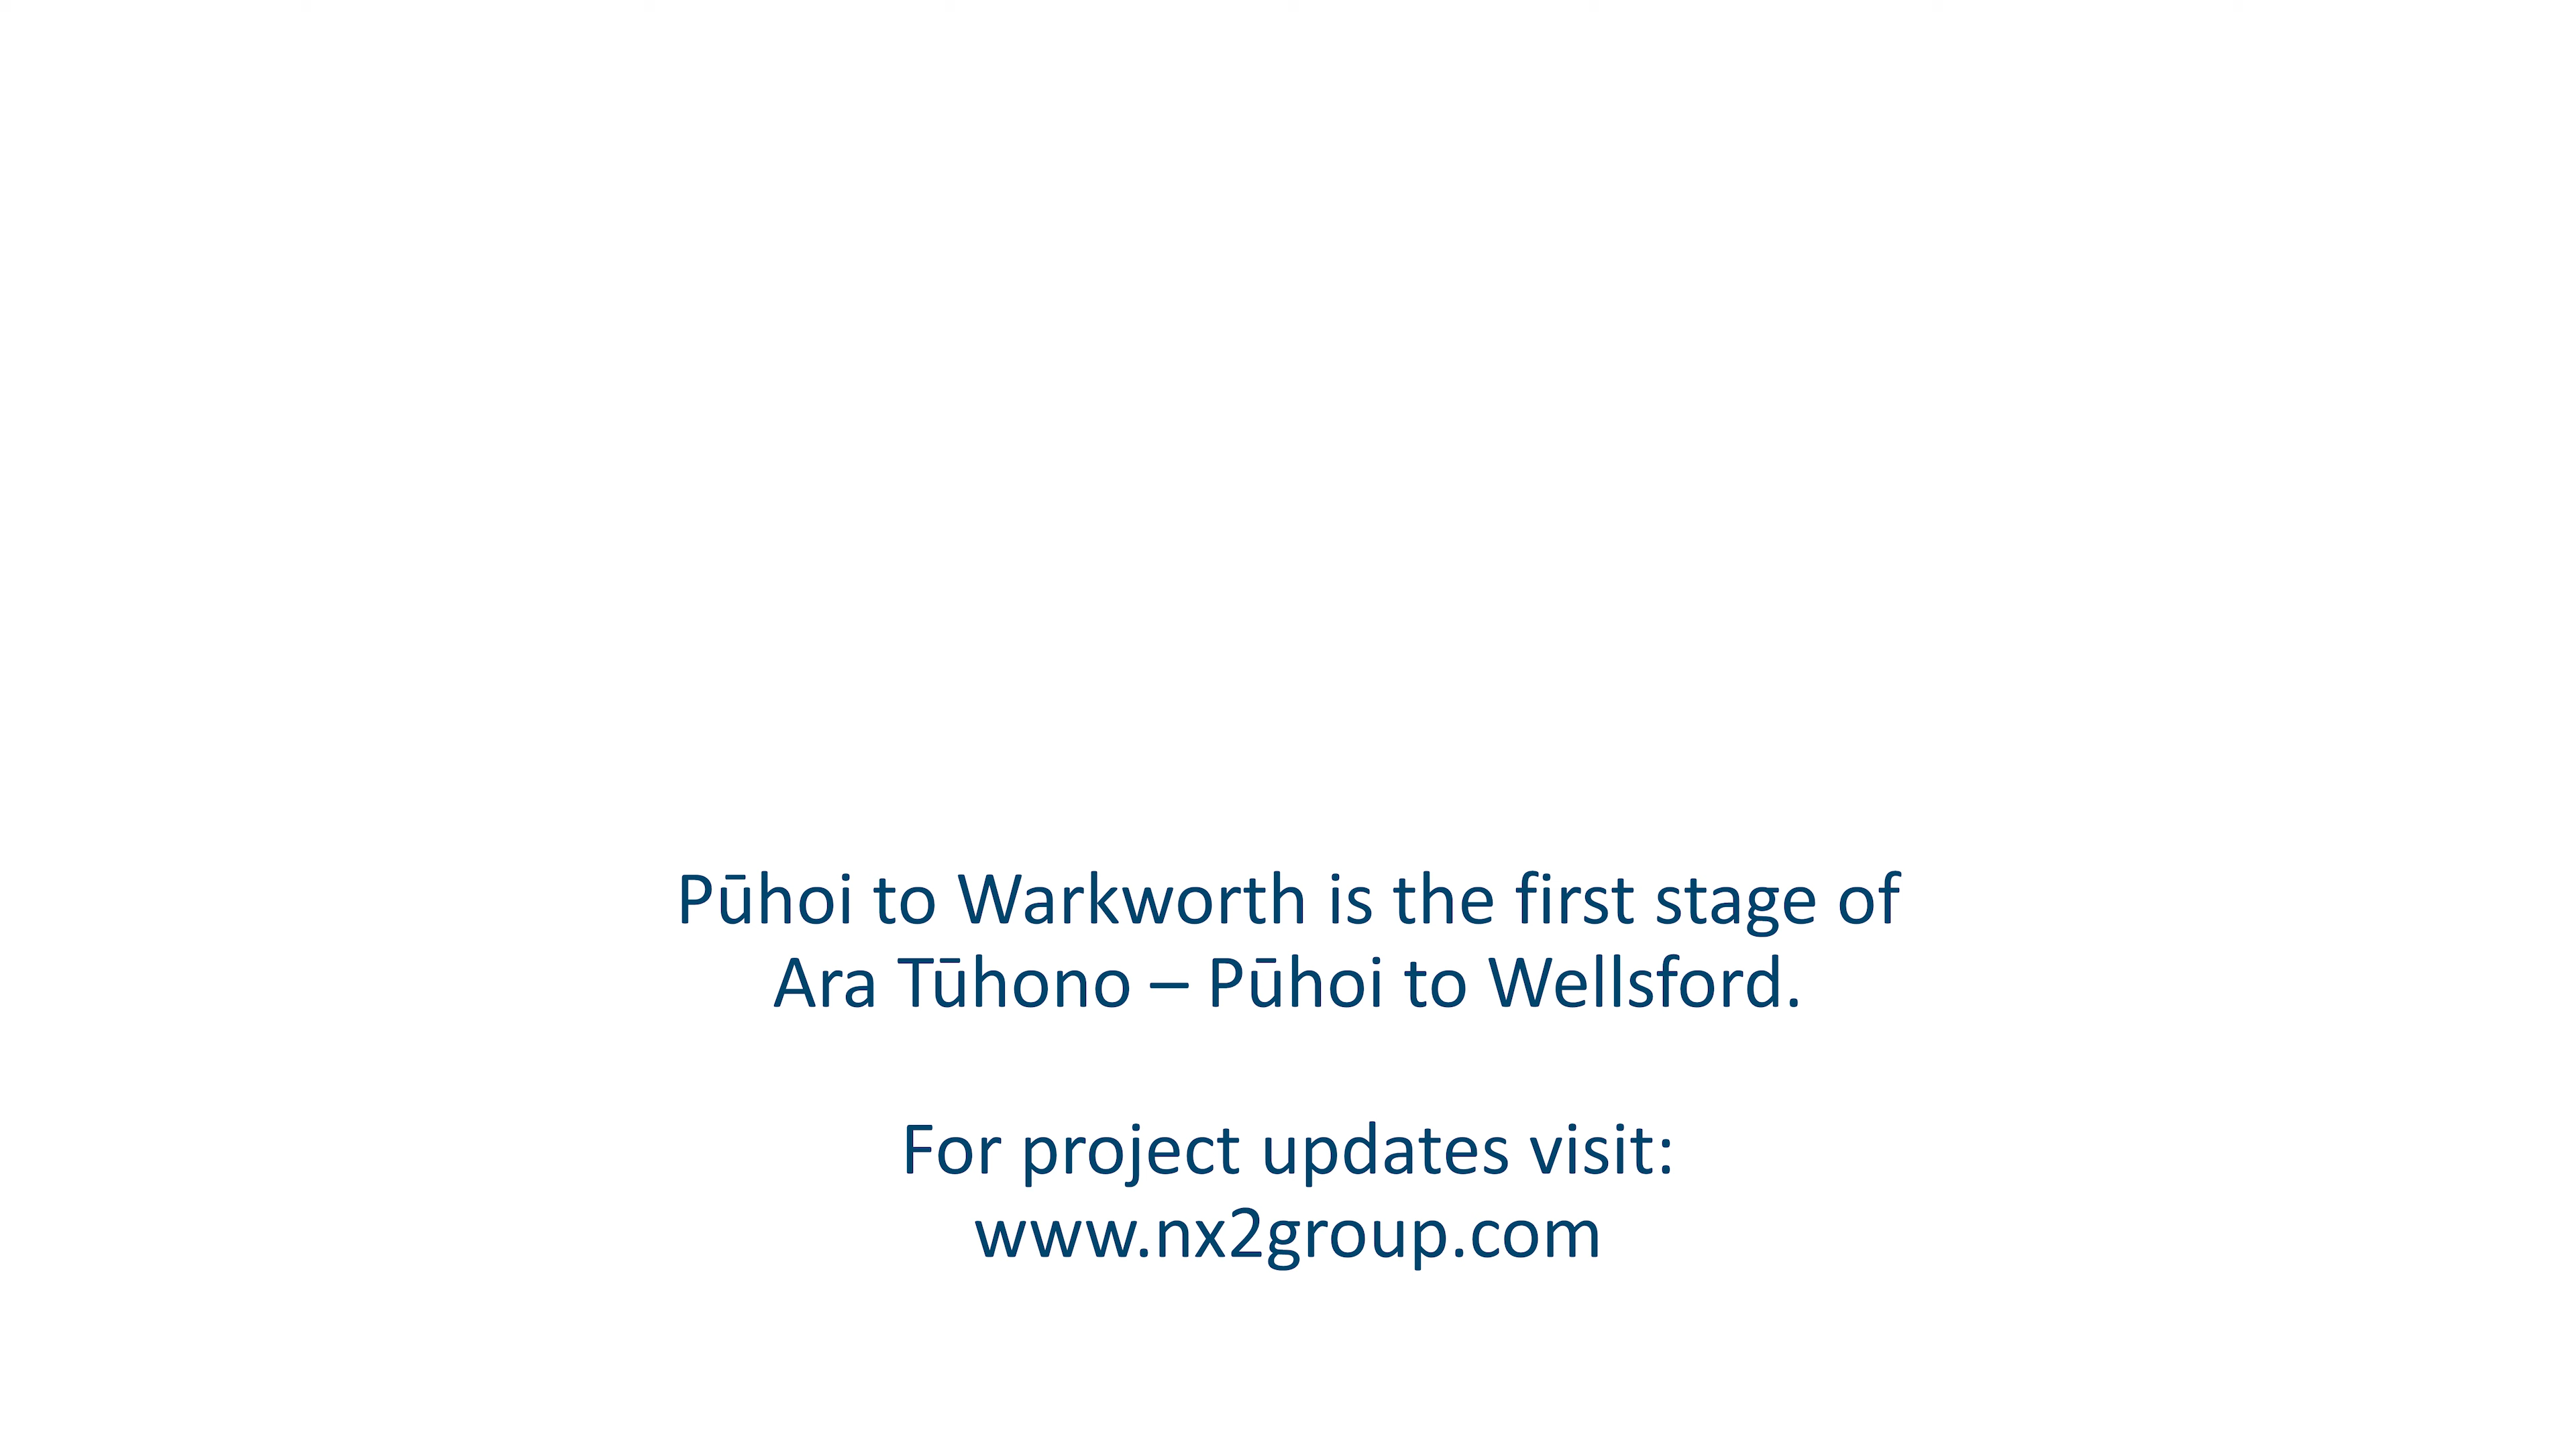 Pūhoi to Warkworth is the first stage of
Ara Tūhono – Pūhoi to Wellsford.
For project updates visit:
www.nx2group.com